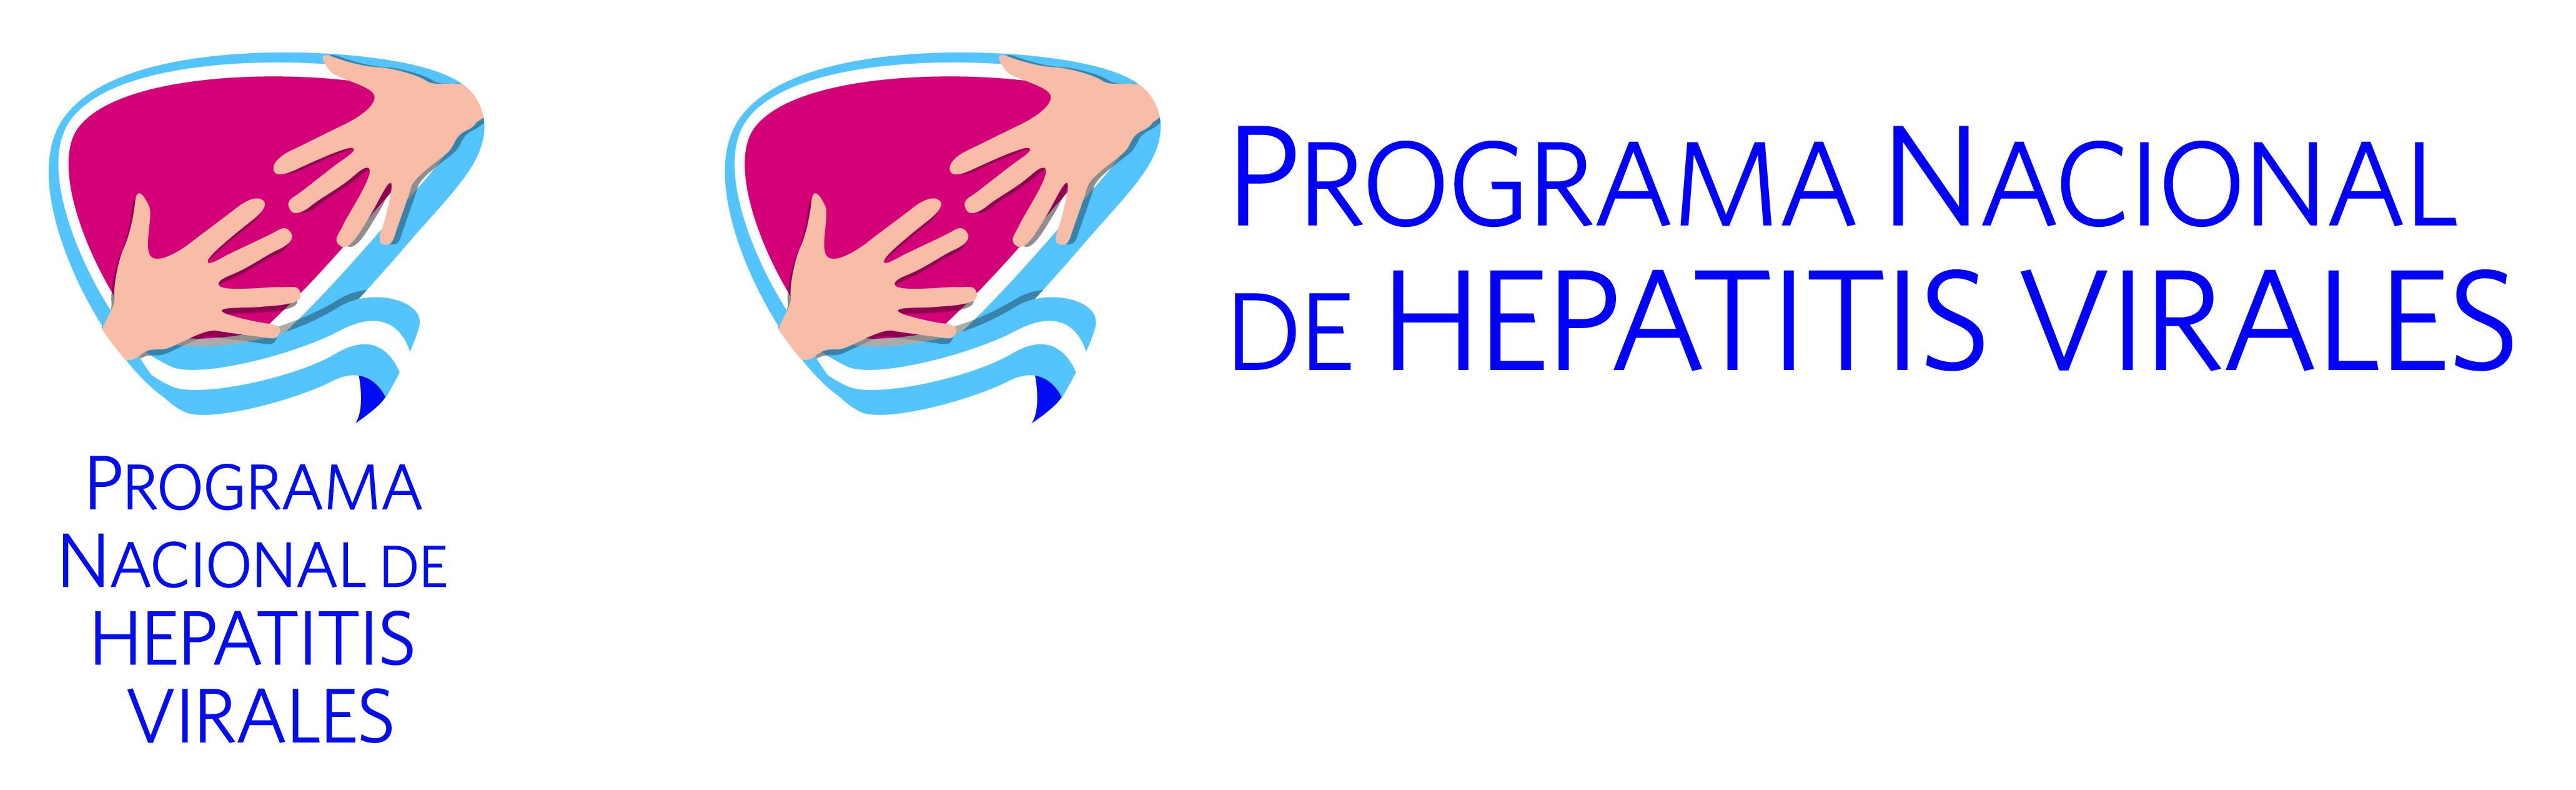 PROGRAMA
NACIONAL DE
HEPATITIS
VIRALES
PROGRAMA NACIONAL
DE HEPATITIS VIRALES